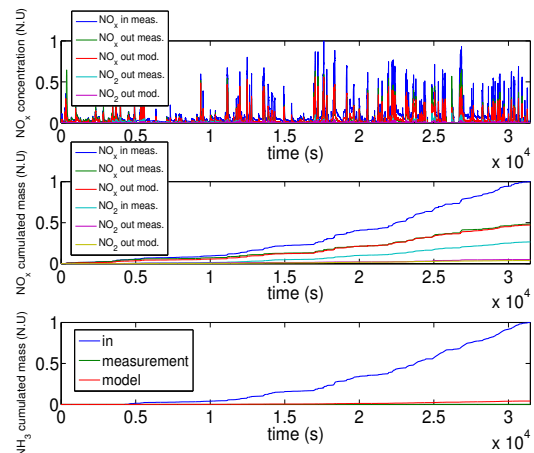 NOx concentration (N.U)
1
0.5
0
NOx in meas.
NOx out meas.
NOx out mod.
NO2 out meas.
NO2 out mod.
0 0.5 1 1.5 2 2.5 3
time (s)
x 10^4
NOx cumulated mass (N.U)
1
0.5
0
NOx in meas.
NOx out meas.
NOx out mod.
NO2 in meas.
NO2 out meas.
NO2 out mod.
0 0.5 1 1.5 2 2.5 3
time (s)
x 10^4
NH3 cumulated mass (N.U)
1
0.5
0
in
measurement
model
0 0.5 1 1.5 2 2.5 3
time (s)
x 10^4